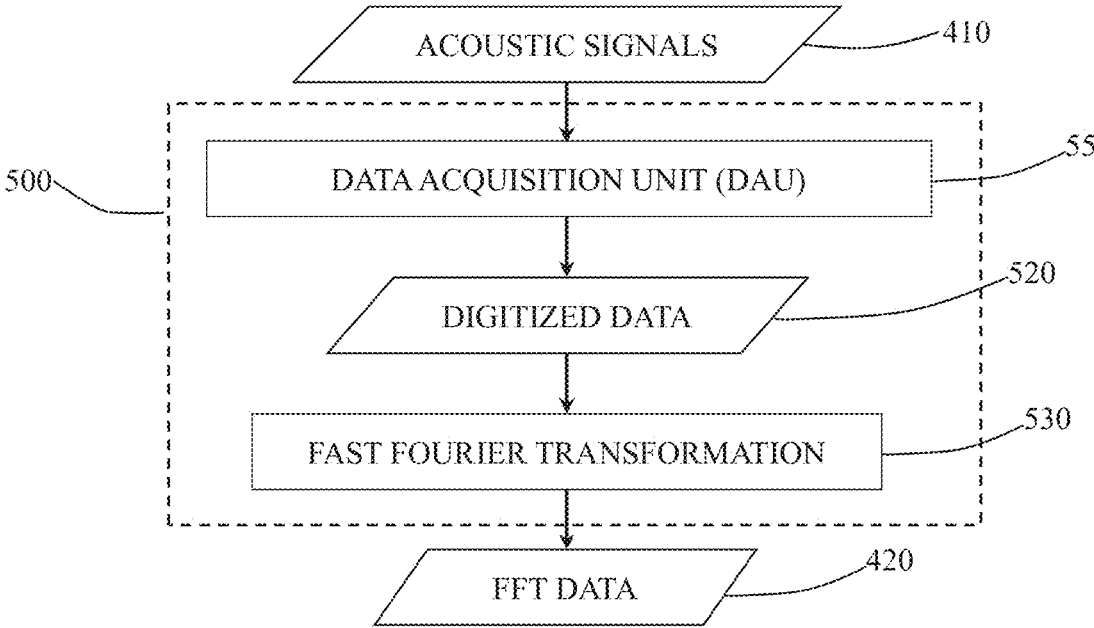 ACOUSTIC SIGNALS
410
500
DATA ACQUISITION UNIT (DAU)
55
DIGITIZED DATA
520
FAST FOURIER TRANSFORMATION
530
FFT DATA
420